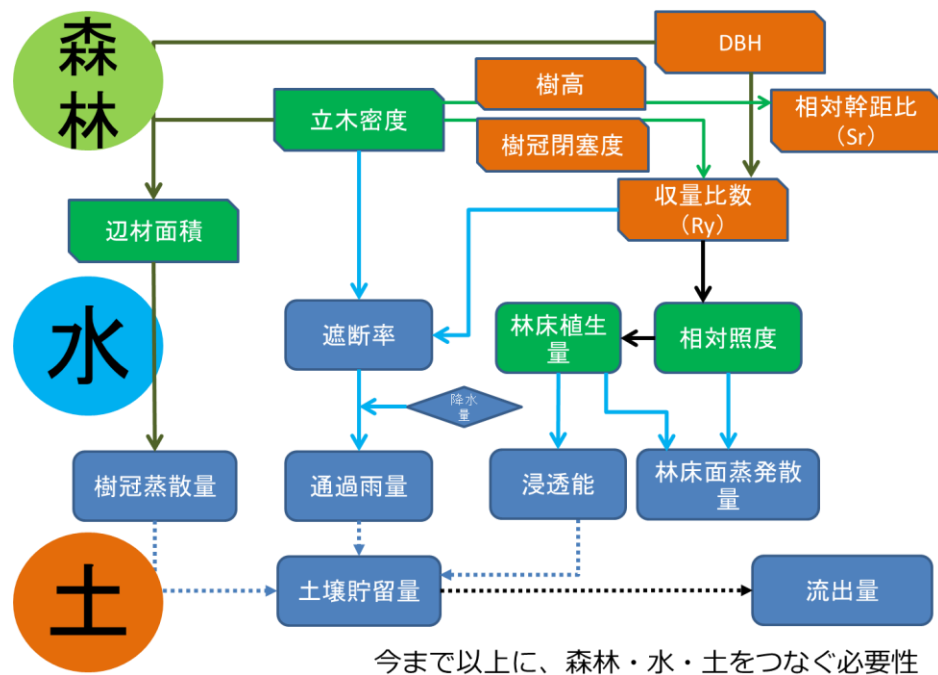 森
林
DBH
樹高
相対幹距比
（Sr）
立木密度
樹冠閉塞度
収量比数
（Ry）
辺材面積
水
遮断率
林床植生
量
相対照度
降水
量
樹冠蒸散量
通過雨量
浸透能
林床面蒸発散
量
土
土壌貯留量
流出量
今まで以上に、森林・水・土をつなぐ必要性